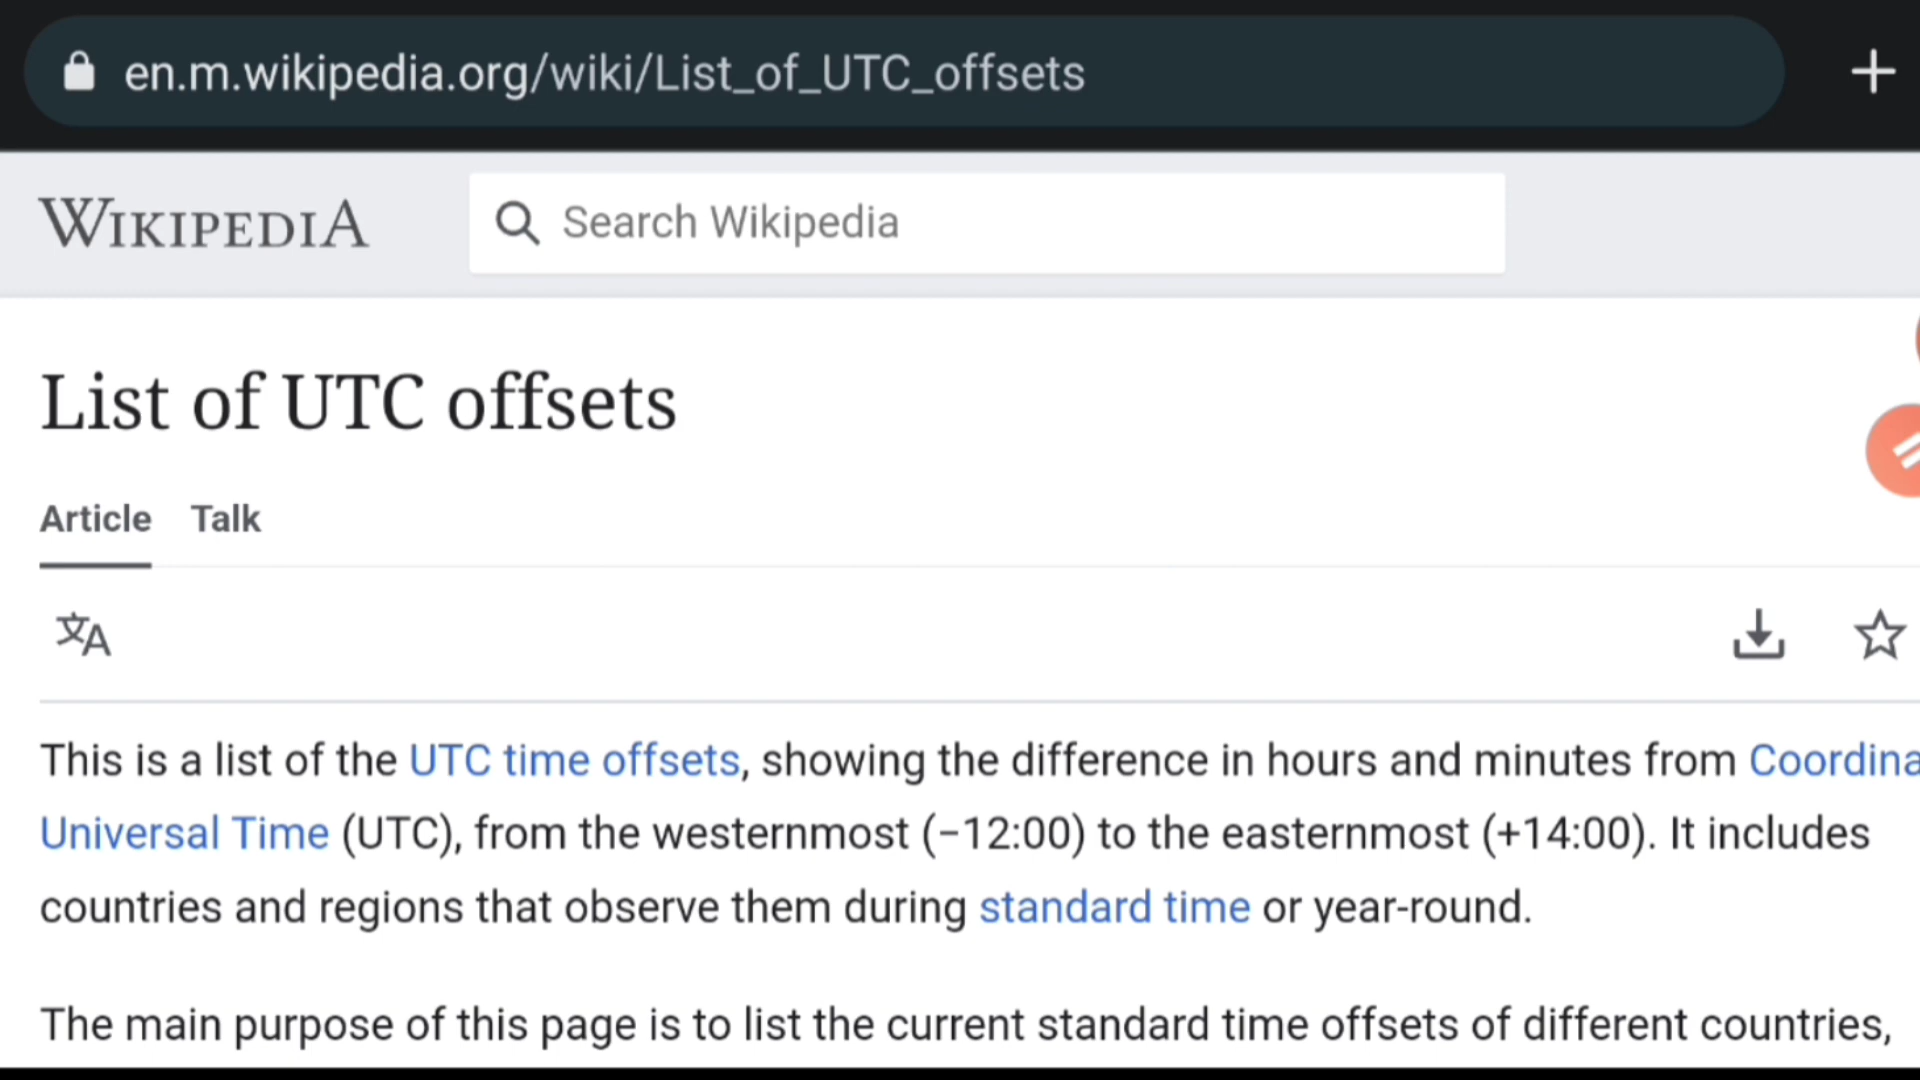 en.m.wikipedia.org/wiki/List_of_UTC_offsets
WIKIPEDIA
Search Wikipedia
List of UTC offsets
Article Talk
This is a list of the UTC time offsets, showing the difference in hours and minutes from
Universal Time (UTC), from the westernmost (−12:00) to the easternmost (+14:00). It includes
countries and regions that observe them during standard time or year-round.
The main purpose of this page is to list the current standard time offsets of different countries,